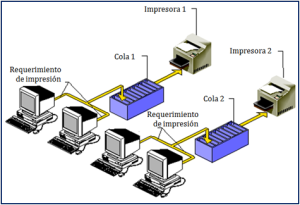 Impresora 1
Impresora 2
Cola 1
Requerimiento
de impresión
Cola 2
Requerimiento
de impresión